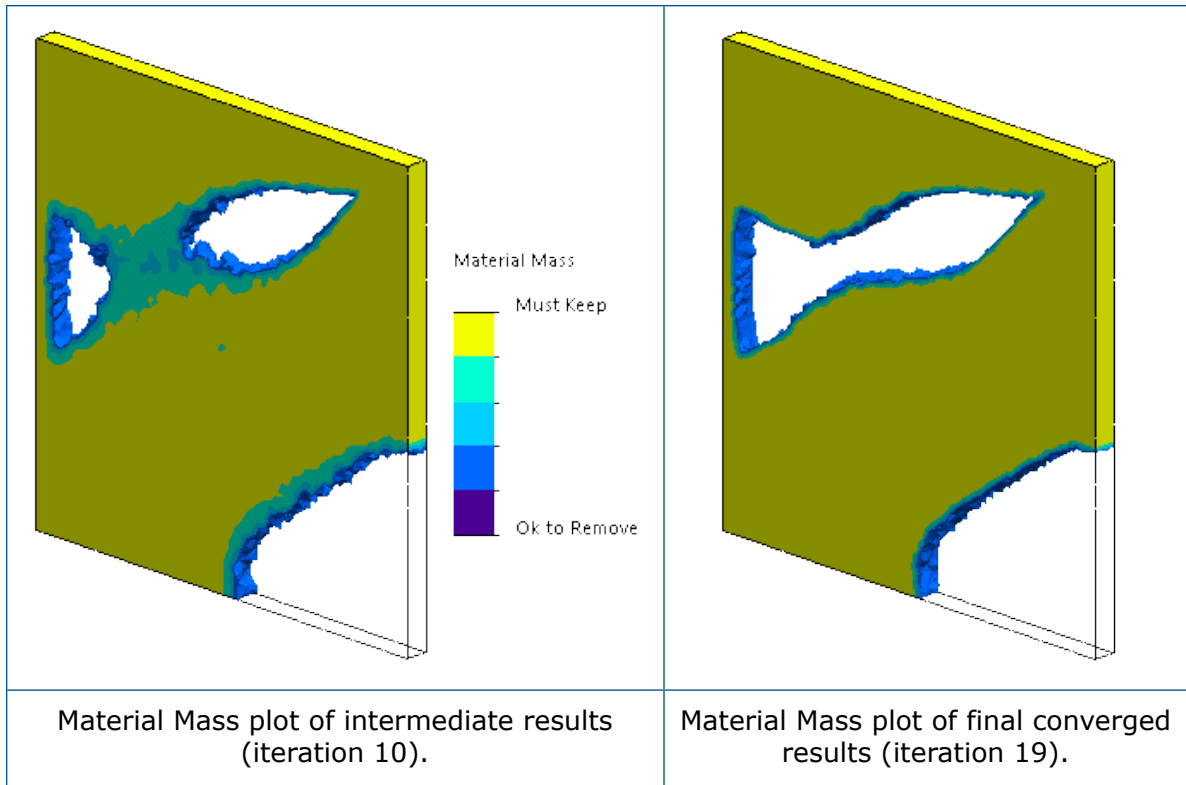 Material Mass
Must Keep
Ok to Remove
Material Mass plot of intermediate results
(iteration 10).
Material Mass plot of final converged
results (iteration 19).